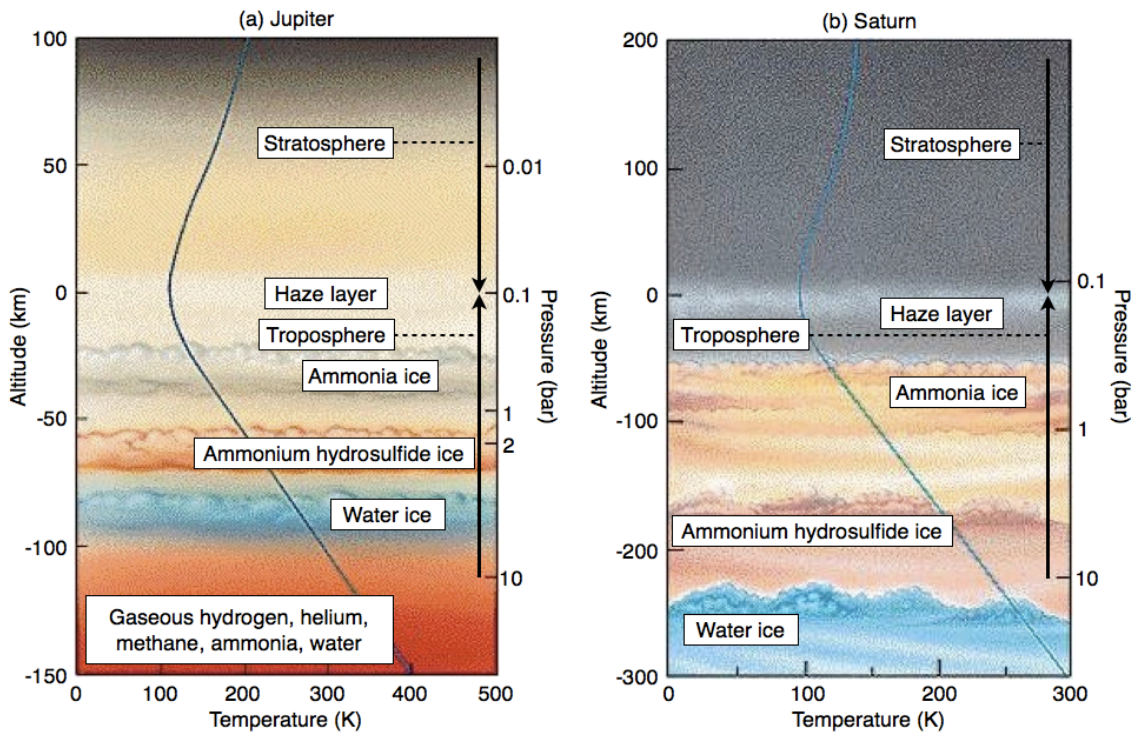 (a) Jupiter
100
50
0
-50
-100
-150
Altitude (km)
Stratosphere
Haze layer
Troposphere
Ammonia ice
Ammonium hydrosulfide ice
Water ice
Gaseous hydrogen, helium,
methane, ammonia, water
0.01
0.1
1
2
10
Pressure (bar)
0
100
200
300
400
500
Temperature (K)
(b) Saturn
200
100
0
-100
-200
-300
Altitude (km)
Stratosphere
Haze layer
Troposphere
Ammonia ice
Ammonium hydrosulfide ice
Water ice
0.1
1
10
Pressure (bar)
0
100
200
300
Temperature (K)